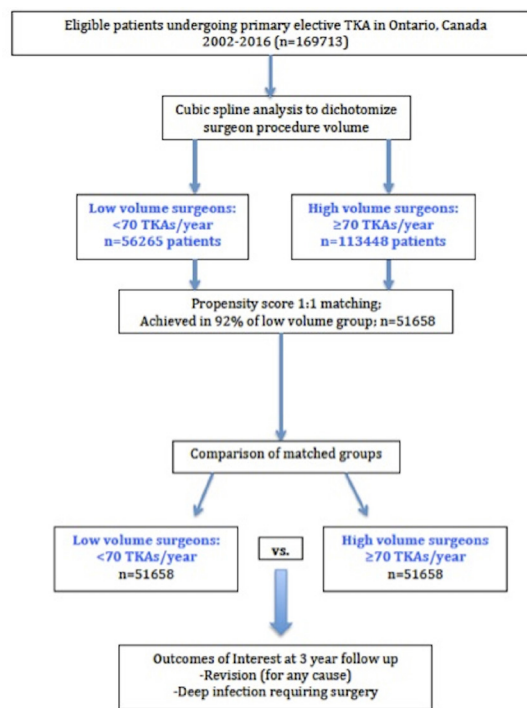 Eligible patients undergoing primary elective TKA in Ontario, Canada
2002-2016 (n=169713)
Cubic spline analysis to dichotomize
surgeon procedure volume
Low volume surgeons:
<70 TKAs/year
n=56265 patients
High volume surgeons:
≥70 TKAs/year
n=113448 patients
Propensity score 1:1 matching;
Achieved in 92% of low volume group; n=51658
Comparison of matched groups
Low volume surgeons:
<70 TKAs/year
n=51658
vs.
High volume surgeons
≥70 TKAs/year
n=51658
Outcomes of Interest at 3 year follow up
-Revision (for any cause)
-Deep infection requiring surgery